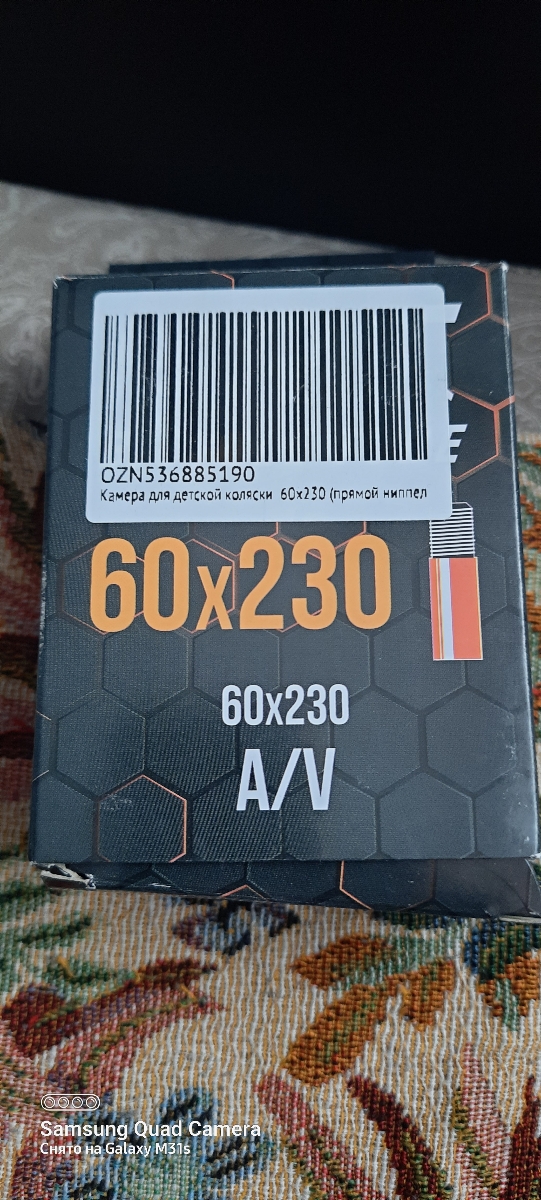 OZN536885190
Камера для детской коляски 60x230 (прямой ниппел
60x230
60x230
A/V
Samsung Quad Camera
Снято на Galaxy M31s